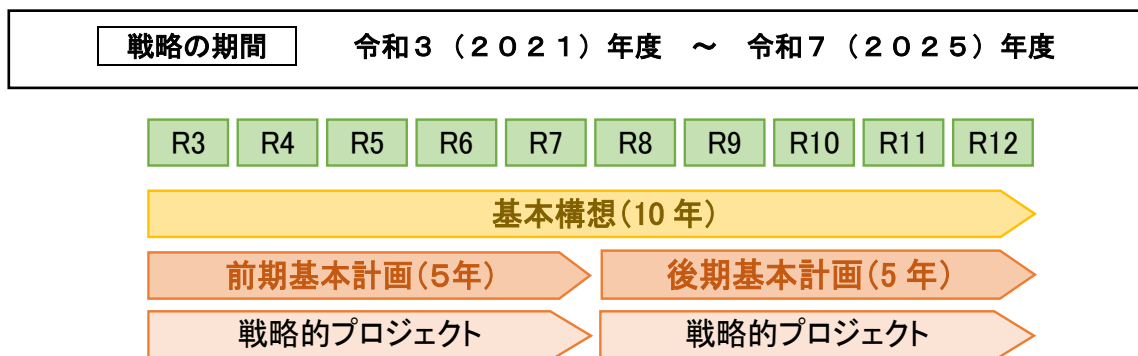 戦略の期間 令和３（２０２１）年度 ～ 令和７（２０２５）年度
R3 R4 R5 R6 R7 R8 R9 R10 R11 R12
基本構想（10 年）
前期基本計画（５年） 後期基本計画（5 年）
戦略的プロジェクト 戦略的プロジェクト